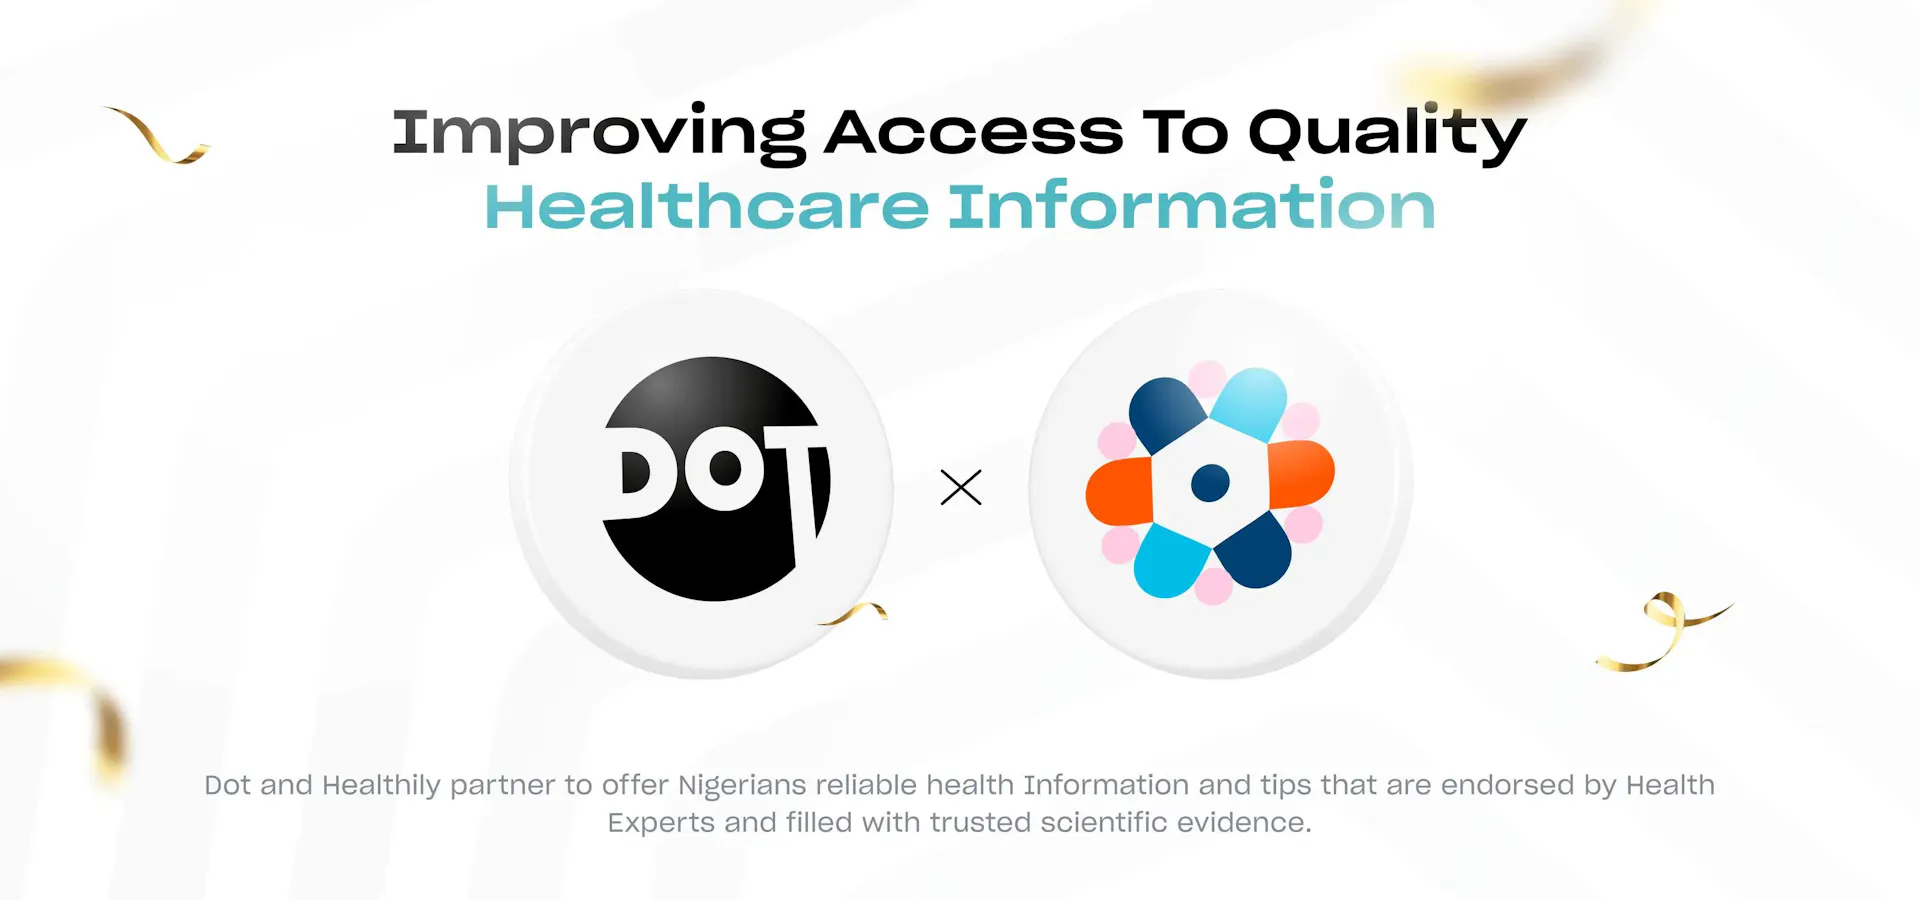 Improving Access To Quality
Healthcare Information
DOT
Dot and Healthily partner to offer Nigerians reliable health Information and tips that are endorsed by Health
Experts and filled with trusted scientific evidence.